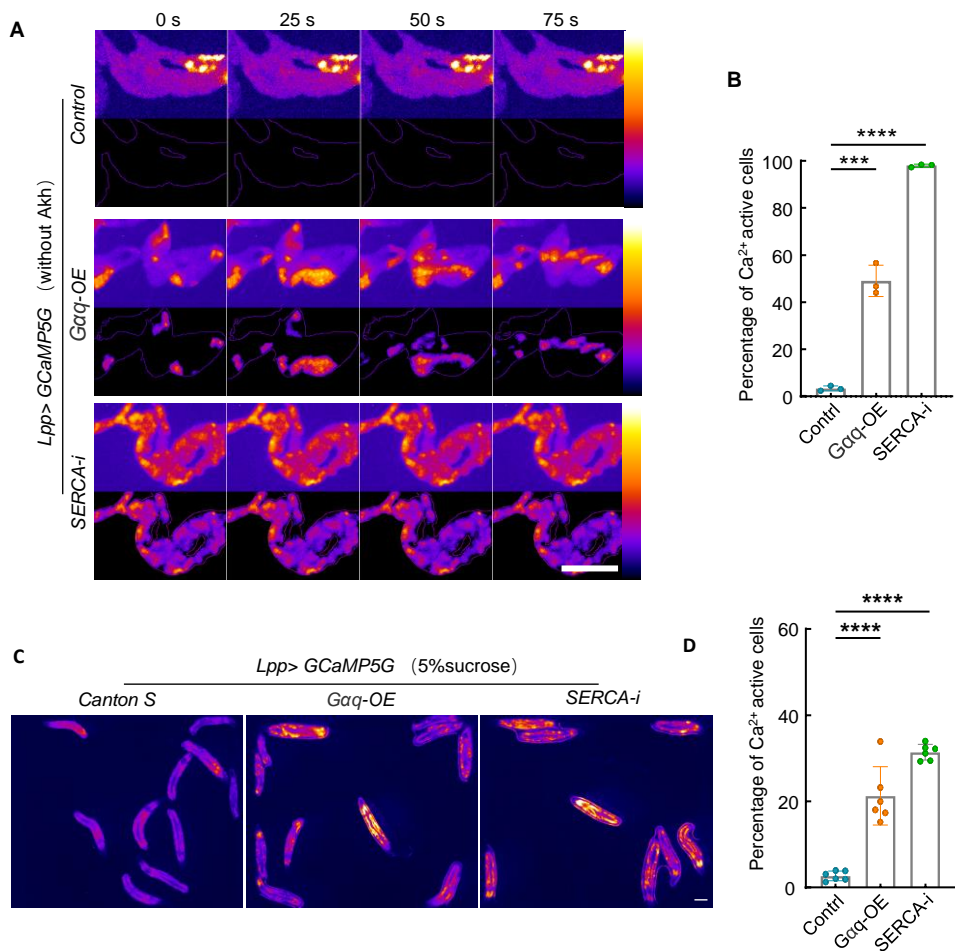 A
0 s 25 s 50 s 75 s
Lpp> GCaMP5G (without Akh)
Control
Gαq-OE
SERCA-i
B
Percentage of Ca²⁺ active cells
100
80
60
40
20
0
****
***
Contrl
Gαq-OE
SERCA-i
C
Lpp> GCaMP5G (5%sucrose)
Canton S Gαq-OE SERCA-i
D
Percentage of Ca²⁺ active cells
60
40
20
0
****
****
Contrl
Gαq-OE
SERCA-i